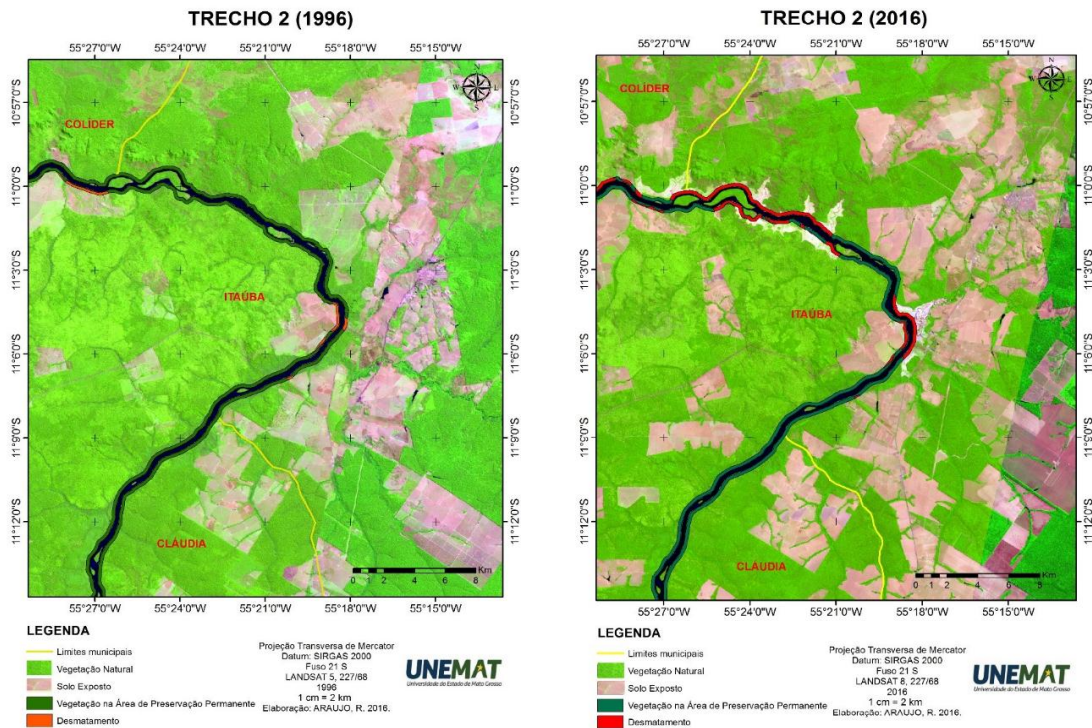 TRECHO 2 (1996)
55°27'0"W 55°24'0"W 55°21'0"W 55°18'0"W 55°15'0"W
10°57'0"S
11°0'0"S
11°3'0"S
11°6'0"S
11°9'0"S
11°12'0"S
N
W L
S
COLÍDER
ITAÚBA
CLÁUDIA
Km
0 1 2 4 6 8
55°27'0"W 55°24'0"W 55°21'0"W 55°18'0"W 55°15'0"W
LEGENDA
Limites municipais
Vegetação Natural
Solo Exposto
Vegetação na Área de Preservação Permanente
Desmatamento
Projeção Transversa de Mercator
Datum: SIRGAS 2000
Fuso 21 S
LANDSAT 5, 227/68
1996
1 cm = 2 km
Elaboração: ARAUJO, R. 2016.
UNEMAT
Universidade do Estado de Mato Grosso
TRECHO 2 (2016)
55°27'0"W 55°24'0"W 55°21'0"W 55°18'0"W 55°15'0"W
10°57'0"S
11°0'0"S
11°3'0"S
11°6'0"S
11°9'0"S
11°12'0"S
N
W L
S
COLÍDER
ITAÚBA
CLÁUDIA
Km
0 1 2 4 6 8
55°27'0"W 55°24'0"W 55°21'0"W 55°18'0"W 55°15'0"W
LEGENDA
Limites municipais
Vegetação Natural
Solo Exposto
Vegetação na Área de Preservação Permanente
Desmatamento
Projeção Transversa de Mercator
Datum: SIRGAS 2000
Fuso 21 S
LANDSAT 8, 227/68
2016
1 cm = 2 km
Elaboração: ARAUJO, R. 2016.
UNEMAT
Universidade do Estado de Mato Grosso